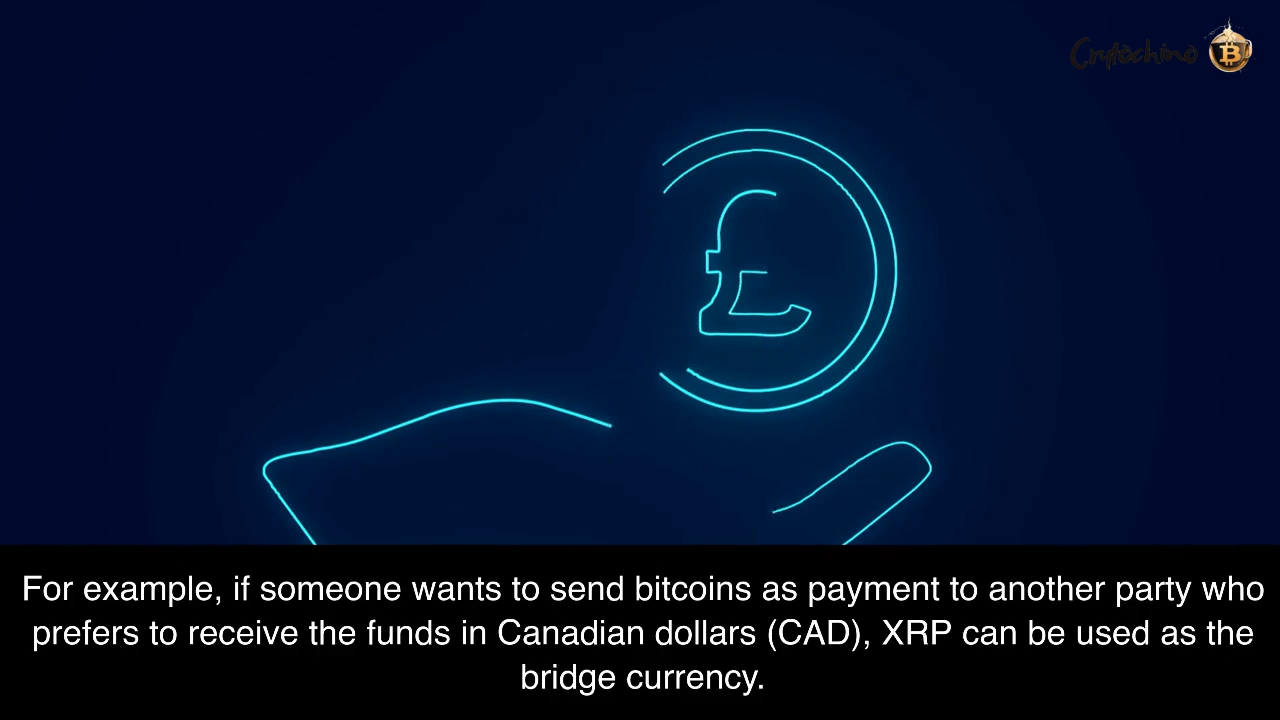 Crytochino
£
For example, if someone wants to send bitcoins as payment to another party who
prefers to receive the funds in Canadian dollars (CAD), XRP can be used as the
bridge currency.